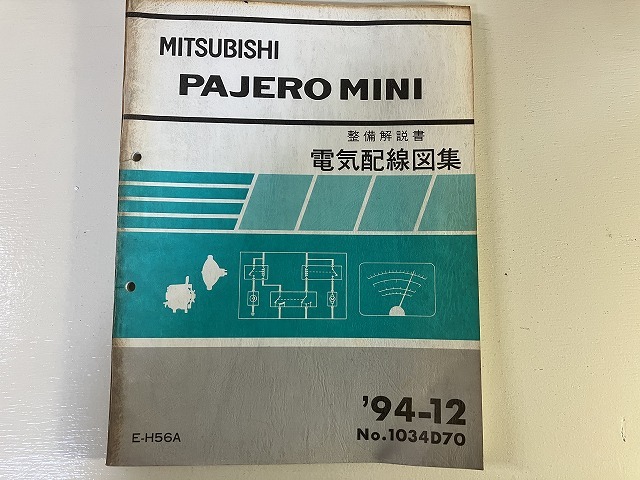 MITSUBISHI
PAJERO MINI
整備解説書
電気配線図集
'94-12
E-H56A
No.1034D70